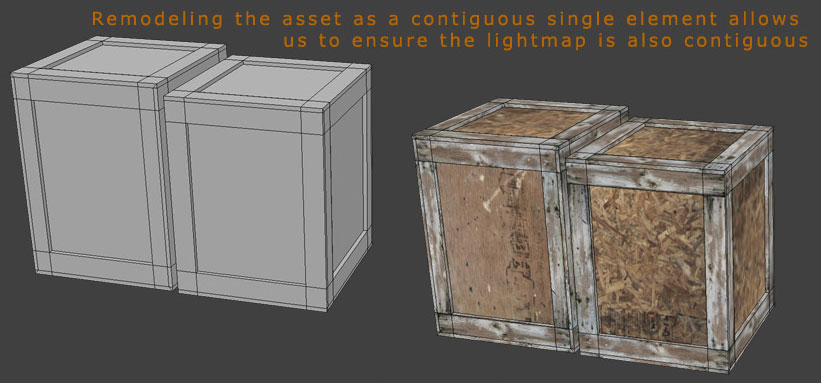 Remodeling the asset as a contiguous single element allows
us to ensure the lightmap is also contiguous